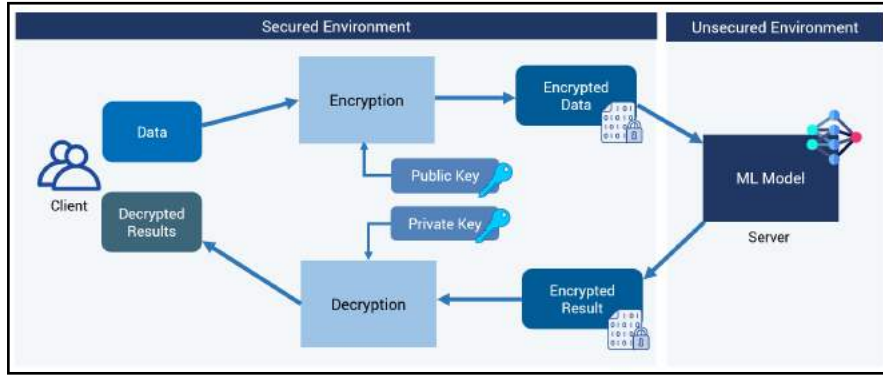 Secured Environment
Unsecured Environment
Data
Encryption
Encrypted
Data
Public Key
Client
ML Model
Decrypted
Results
Private Key
Server
Decryption
Encrypted
Result